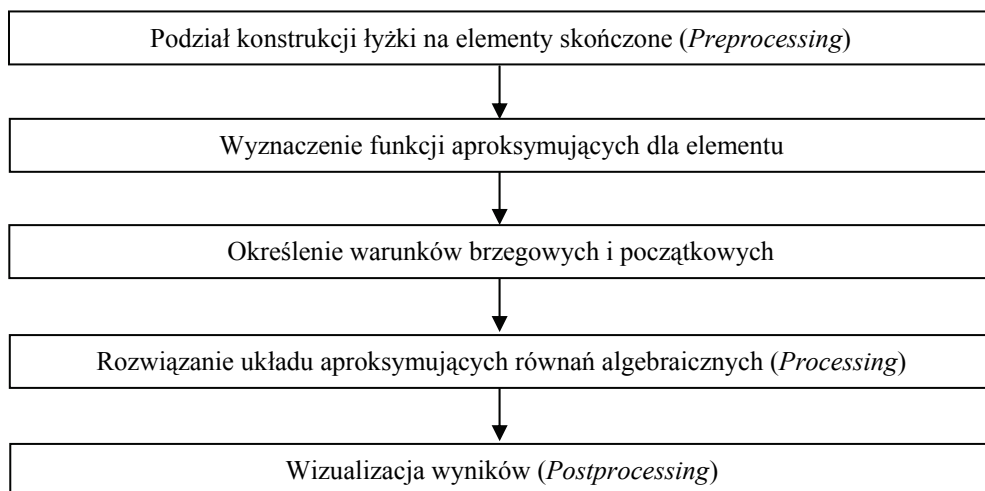 Podział konstrukcji łyżki na elementy skończone (Preprocessing)
Wyznaczenie funkcji aproksymujących dla elementu
Określenie warunków brzegowych i początkowych
Rozwiązanie układu aproksymujących równań algebraicznych (Processing)
Wizualizacja wyników (Postprocessing)